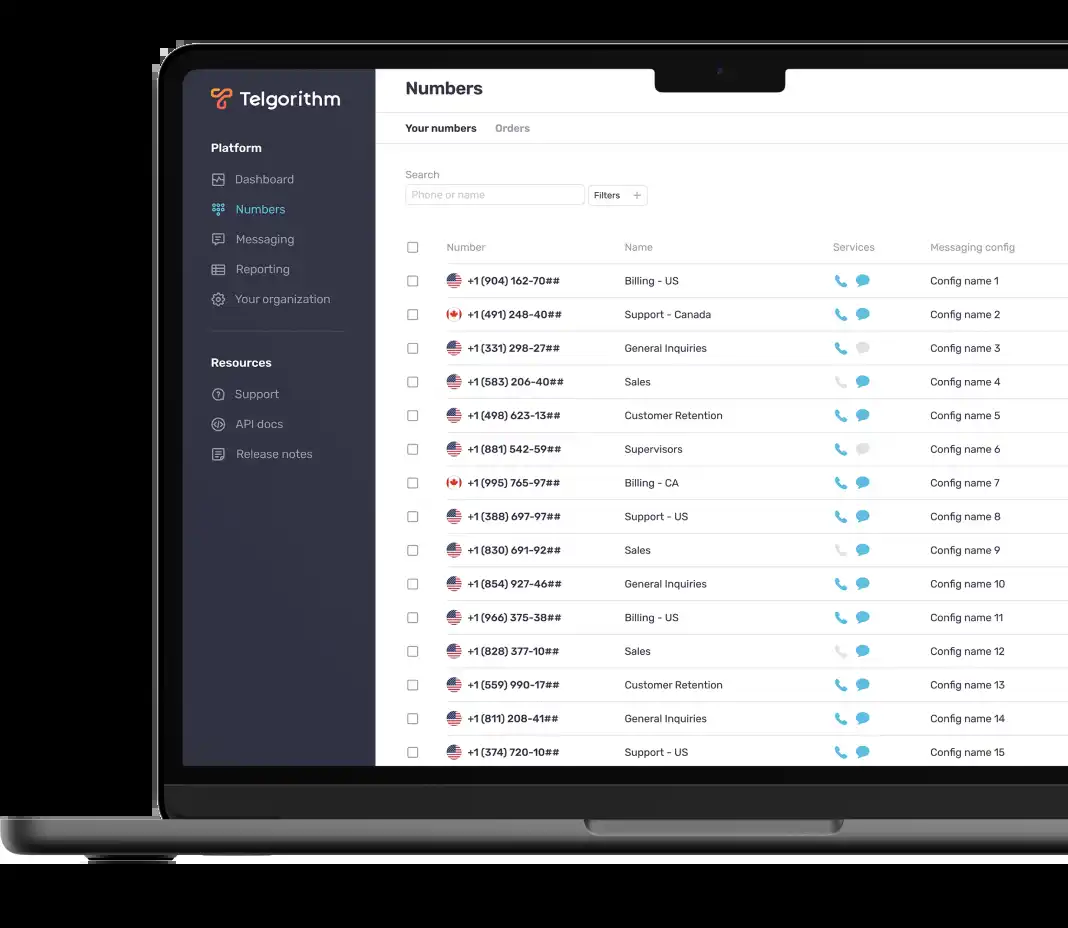 Telgorithm
Platform
Dashboard
Numbers
Messaging
Reporting
Your organization
Resources
Support
API docs
Release notes
Numbers
Your numbers Orders
Search
Phone or name Filters +
Number Name Services Messaging config
+1 (904) 162-70## Billing - US Config name 1
+1 (491) 248-40## Support - Canada Config name 2
+1 (331) 298-27## General Inquiries Config name 3
+1 (583) 206-40## Sales Config name 4
+1 (498) 623-13## Customer Retention Config name 5
+1 (881) 542-59## Supervisors Config name 6
+1 (995) 765-97## Billing - CA Config name 7
+1 (388) 697-97## Support - US Config name 8
+1 (830) 691-92## Sales Config name 9
+1 (854) 927-46## General Inquiries Config name 10
+1 (966) 375-38## Billing - US Config name 11
+1 (828) 377-10## Sales Config name 12
+1 (559) 990-17## Customer Retention Config name 13
+1 (811) 208-41## General Inquiries Config name 14
+1 (374) 720-10## Support - US Config name 15